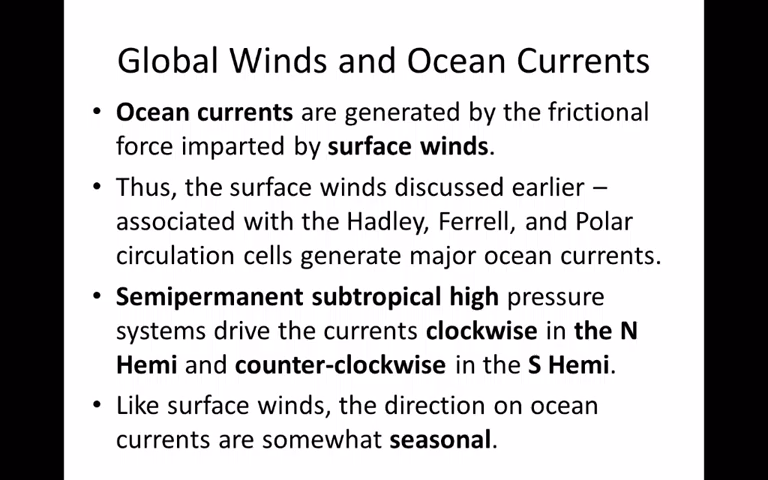 Global Winds and Ocean Currents
• Ocean currents are generated by the frictional
force imparted by surface winds.
• Thus, the surface winds discussed earlier –
associated with the Hadley, Ferrell, and Polar
circulation cells generate major ocean currents.
• Semipermanent subtropical high pressure
systems drive the currents clockwise in the N
Hemi and counter-clockwise in the S Hemi.
• Like surface winds, the direction on ocean
currents are somewhat seasonal.